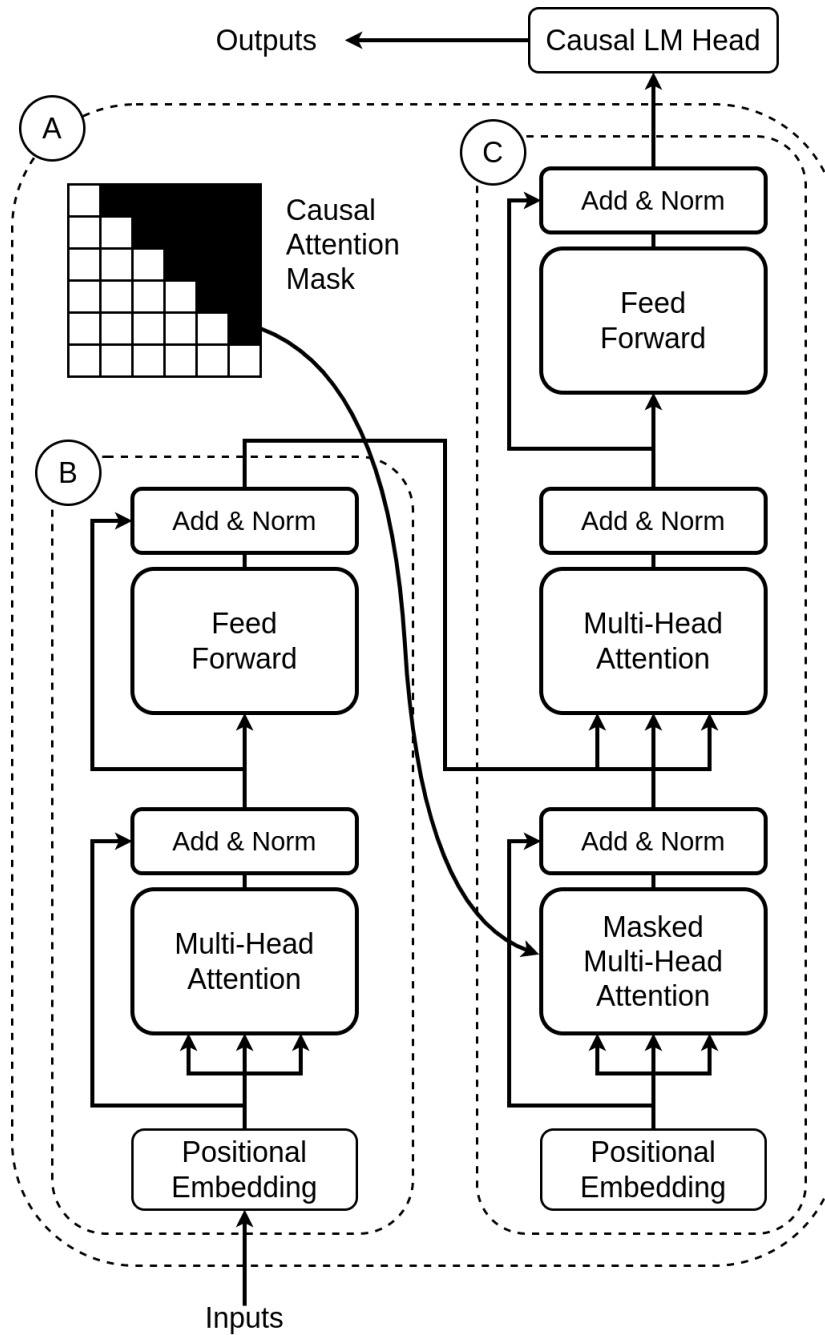 Outputs
Causal LM Head
A
C
Causal
Attention
Mask
Add & Norm
Feed
Forward
B
Add & Norm
Feed
Forward
Add & Norm
Multi-Head
Attention
Add & Norm
Multi-Head
Attention
Add & Norm
Masked
Multi-Head
Attention
Positional
Embedding
Positional
Embedding
Inputs